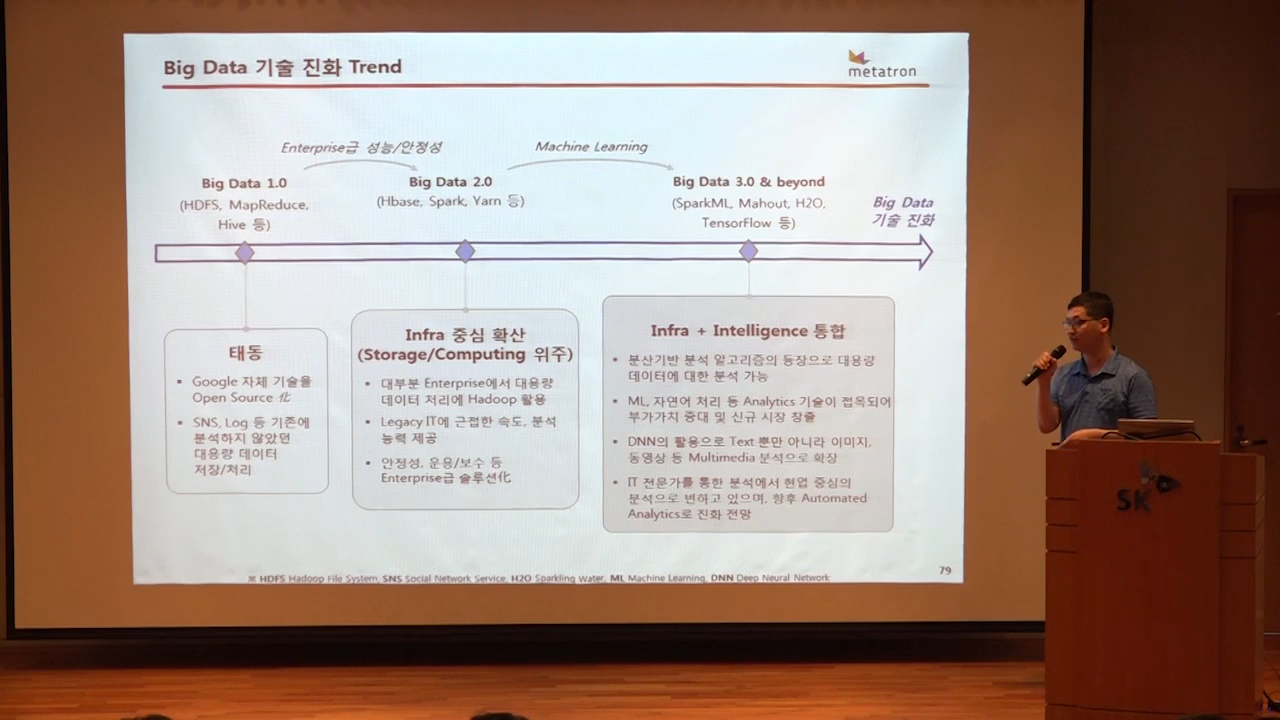 Big Data 기술 진화 Trend
metatron
Enterprise급 성능/안정성
Machine Learning
Big Data 1.0
(HDFS, MapReduce,
Hive 등)
Big Data 2.0
(Hbase, Spark, Yarn 등)
Big Data 3.0 & beyond
(SparkML, Mahout, H2O,
TensorFlow 등)
Big Data
기술 진화
태동
▪ Google 자체 기술을
Open Source 化
▪ SNS, Log 등 기존에
분석하지 않았던
대용량 데이터
저장/처리
Infra 중심 확산
(Storage/Computing 위주)
• 대부분 Enterprise에서 대용량
데이터 처리에 Hadoop 활용
• Legacy IT에 근접한 속도, 분석
능력 제공
• 안정성, 운용/보수 등
Enterprise급 솔루션化
Infra + Intelligence 통합
• 분산기반 분석 알고리즘의 등장으로 대용량
데이터에 대한 분석 가능
• ML, 자연어 처리 등 Analytics 기술이 접목되어
부가가치 증대 및 신규 시장 창출
• DNN의 활용으로 Text 뿐만 아니라 이미지,
동영상 등 Multimedia 분석으로 확장
• IT 전문가를 통한 분석에서 현업 중심의
분석으로 변하고 있으며, 향후 Automated
Analytics로 진화 전망
※ HDFS Hadoop File System, SNS Social Network Service, H2O Sparkling Water, ML Machine Learning, DNN Deep Neural Network
79
SK